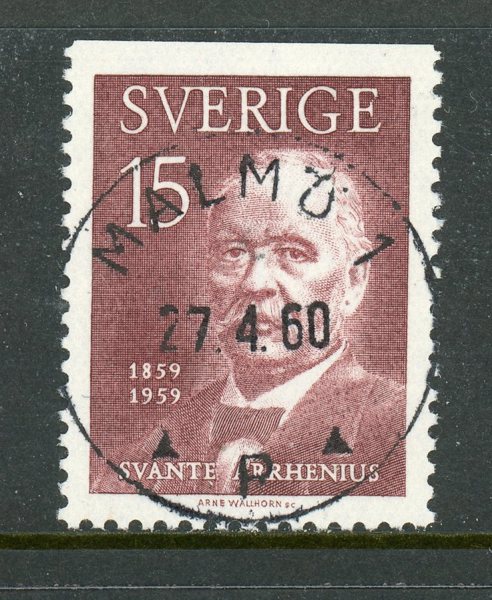 SVERIGE
15
MALMÖ 1
27.4.60
1859
1959
P
SVANTE ARRHENIUS
ARNE WALLHORN SC